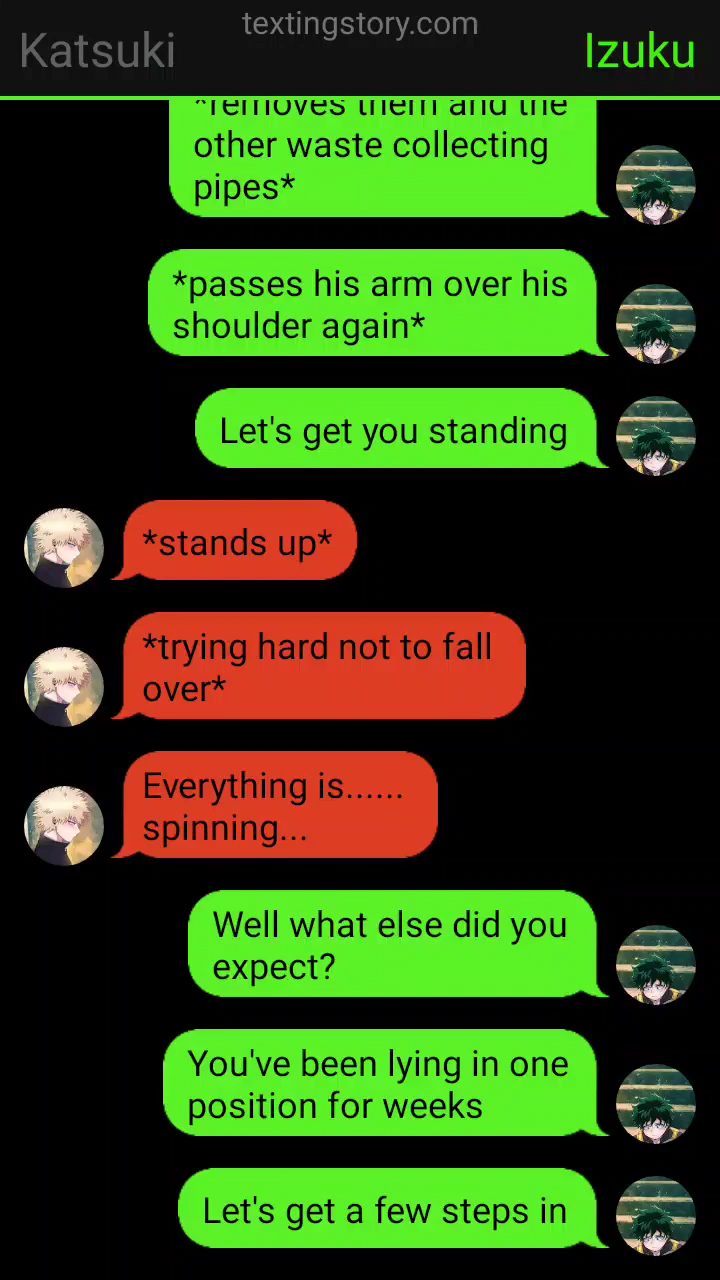 textingstory.com
Katsuki
Izuku
*removes them and the
other waste collecting
pipes*
*passes his arm over his
shoulder again*
Let's get you standing
*stands up*
*trying hard not to fall
over*
Everything is......
spinning...
Well what else did you
expect?
You've been lying in one
position for weeks
Let's get a few steps in